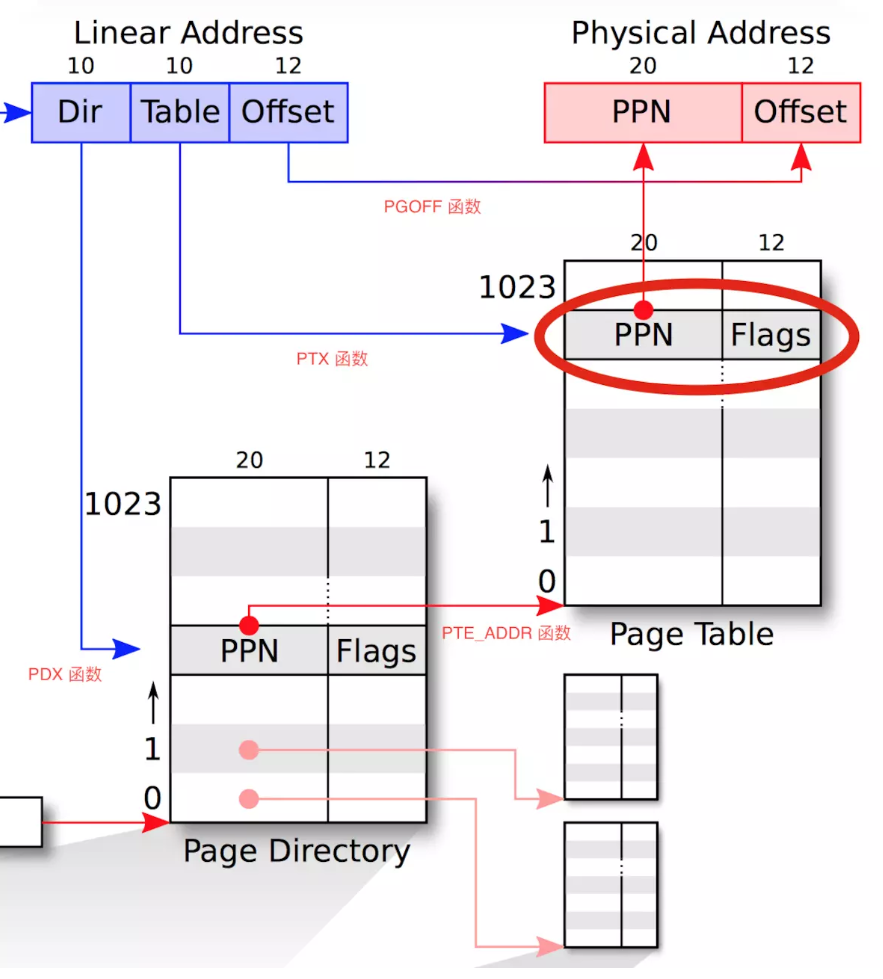 Linear Address
Physical Address
10 10 12
20 12
Dir Table Offset
PPN Offset
PGOFF 函数
20 12
1023
PTX 函数
PPN Flags
20 12
1023
1
0
PTE_ADDR 函数
Page Table
PPN Flags
PDX 函数
1
0
Page Directory